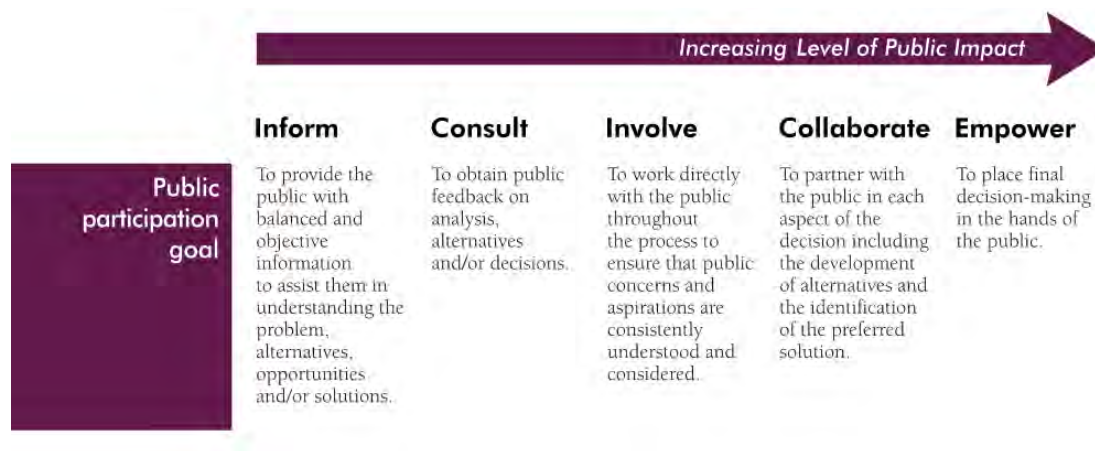 Increasing Level of Public Impact
Inform
Consult
Involve
Collaborate
Empower
Public
participation
goal
To provide the
public with
balanced and
objective
information
to assist them in
understanding the
problem,
alternatives,
opportunities
and/or solutions.
To obtain public
feedback on
analysis,
alternatives
and/or decisions.
To work directly
with the public
throughout
the process to
ensure that public
concerns and
aspirations are
consistently
understood and
considered.
To partner with
the public in each
aspect of the
decision including
the development
of alternatives and
the identification
of the preferred
solution.
To place final
decision-making
in the hands of
the public.